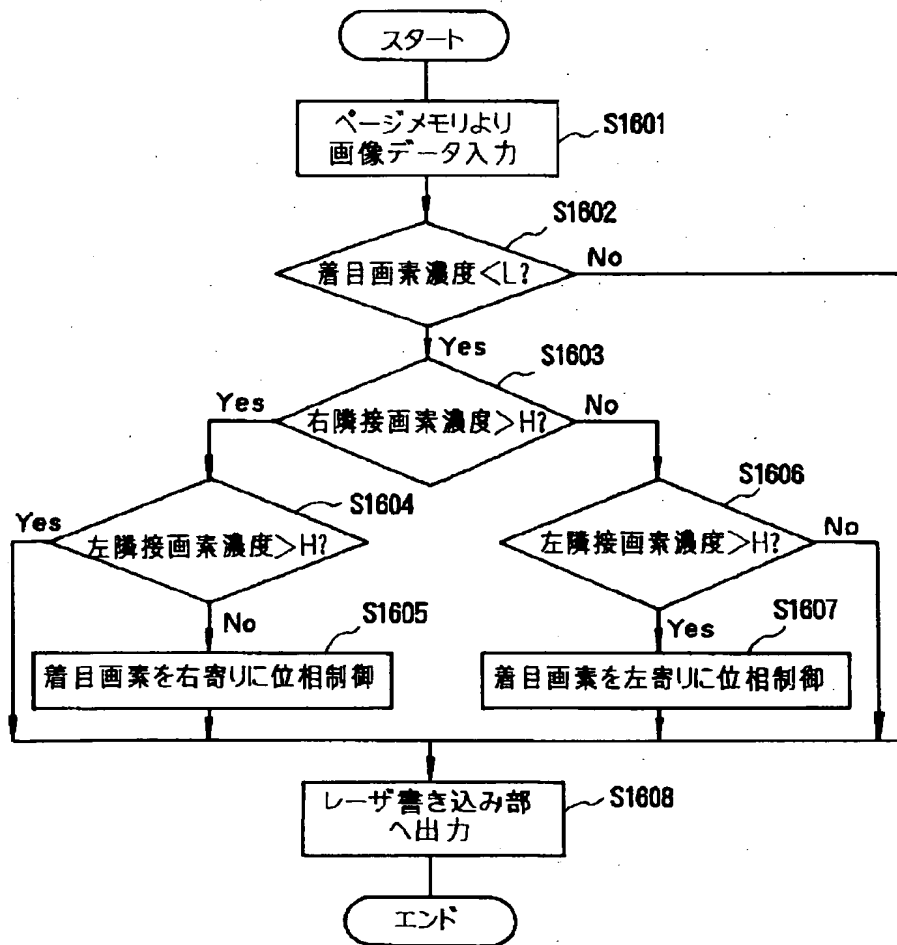 スタート
ページメモリより
画像データ入力
S1601
S1602
着目画素濃度<L?
No
Yes
S1603
Yes
右隣接画素濃度>H?
No
S1604
S1606
Yes
左隣接画素濃度>H?
左隣接画素濃度>H?
No
No
S1605
Yes
S1607
着目画素を右寄りに位相制御
着目画素を左寄りに位相制御
レーザ書き込み部
へ出力
S1608
エンド